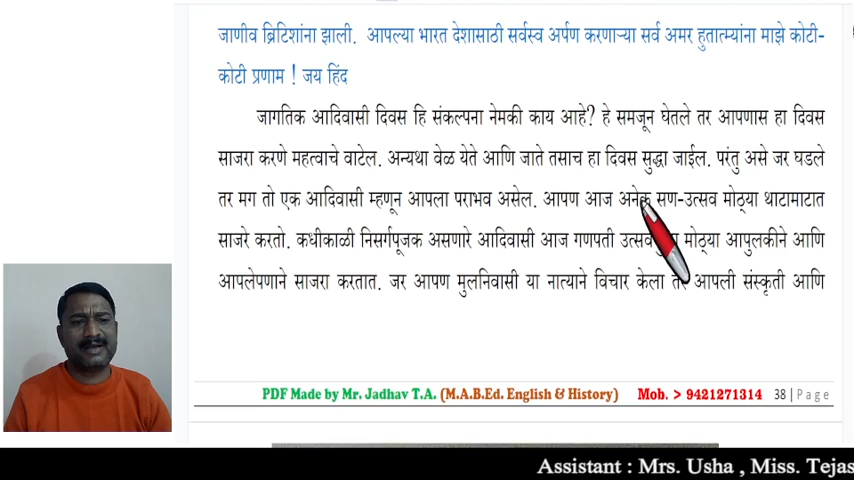 जाणीव ब्रिटिशांना झाली. आपल्या भारत देशासाठी सर्वस्व अर्पण करणाऱ्या सर्व अमर हुतात्म्यांना माझे कोटी-
कोटी प्रणाम ! जय हिंद
जागतिक आदिवासी दिवस हि संकल्पना नेमकी काय आहे? हे समजून घेतले तर आपणास हा दिवस
साजरा करणे महत्वाचे वाटेल. अन्यथा वेळ येते आणि जाते तसाच हा दिवस सुद्धा जाईल. परंतु असे जर घडले
तर मग तो एक आदिवासी म्हणून आपला पराभव असेल. आपण आज अनेक सण-उत्सव मोठ्या थाटामाटात
साजरे करतो. कधीकाळी निसर्गपूजक असणारे आदिवासी आज गणपती उत्सव मोठ्या आपुलकीने आणि
आपलेपणाने साजरा करतात. जर आपण मुलनिवासी या नात्याने विचार केला तर आपली संस्कृती आणि
PDF Made by Mr. Jadhav T.A. (M.A.B.Ed. English & History) Mob. > 9421271314 38 | Page
Assistant : Mrs. Usha , Miss. Tejas